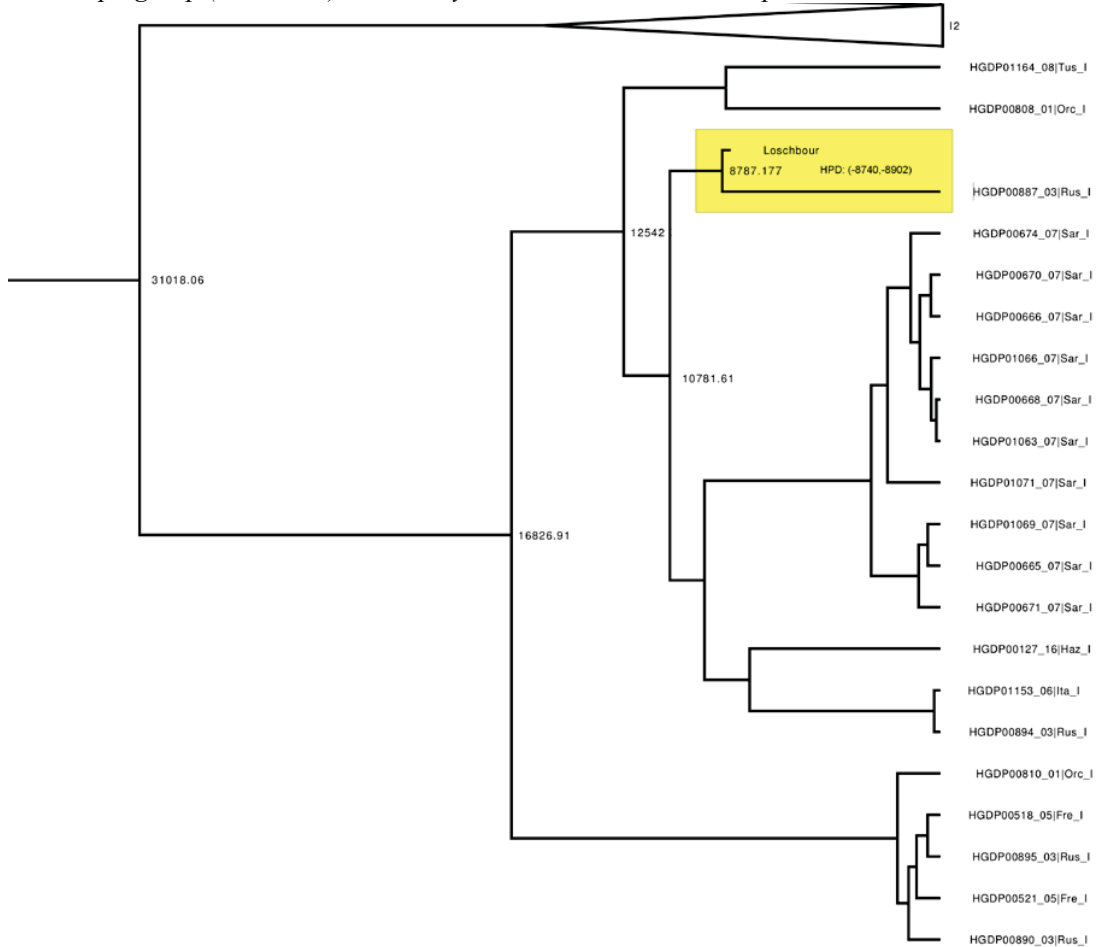 I2
HGDP01164_08|Tus_I
HGDP00808_01|Orc_I
Loschbour
8787.177 HPD: (-8740,-8902)
HGDP00887_03|Rus_I
12542
HGDP00674_07|Sar_I
HGDP00670_07|Sar_I
31018.06
HGDP00666_07|Sar_I
HGDP01066_07|Sar_I
10781.61
HGDP00668_07|Sar_I
HGDP01063_07|Sar_I
HGDP01071_07|Sar_I
HGDP01069_07|Sar_I
16826.91
HGDP00665_07|Sar_I
HGDP00671_07|Sar_I
HGDP00127_16|Haz_I
HGDP01153_06|Ita_I
HGDP00894_03|Rus_I
HGDP00810_01|Orc_I
HGDP00518_05|Fre_I
HGDP00895_03|Rus_I
HGDP00521_05|Fre_I
HGDP00890_03|Rus_I